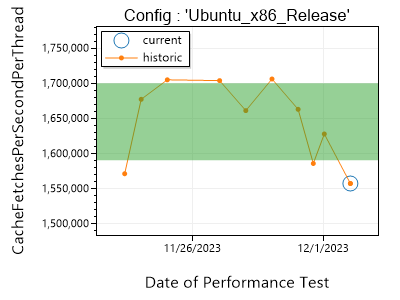 Config : 'Ubuntu_x86_Release'
CacheFetchesPerSecondPerThread
1,750,000
1,700,000
1,650,000
1,600,000
1,550,000
1,500,000
current
historic
11/26/2023
12/1/2023
Date of Performance Test